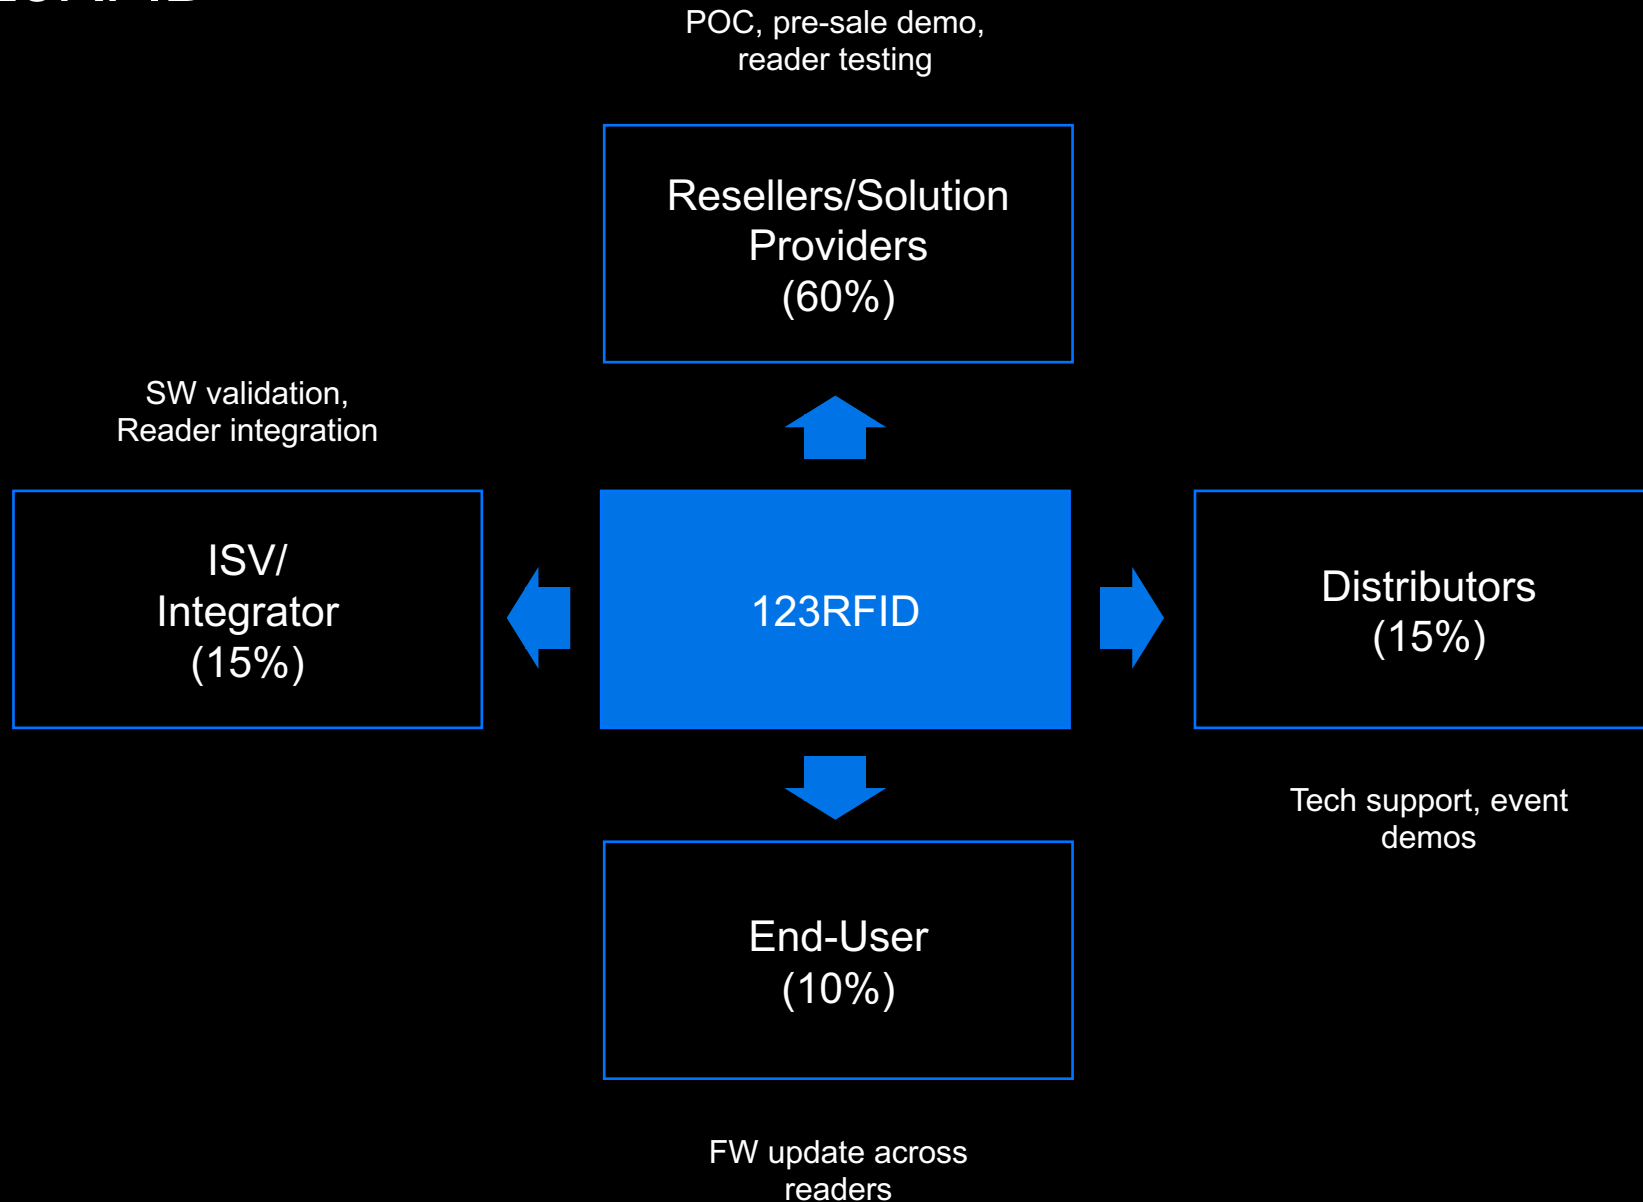 POC, pre-sale demo,
reader testing
Resellers/Solution
Providers
(60%)
SW validation,
Reader integration
ISV/
Integrator
(15%)
123RFID
Distributors
(15%)
Tech support, event
demos
End-User
(10%)
FW update across
readers